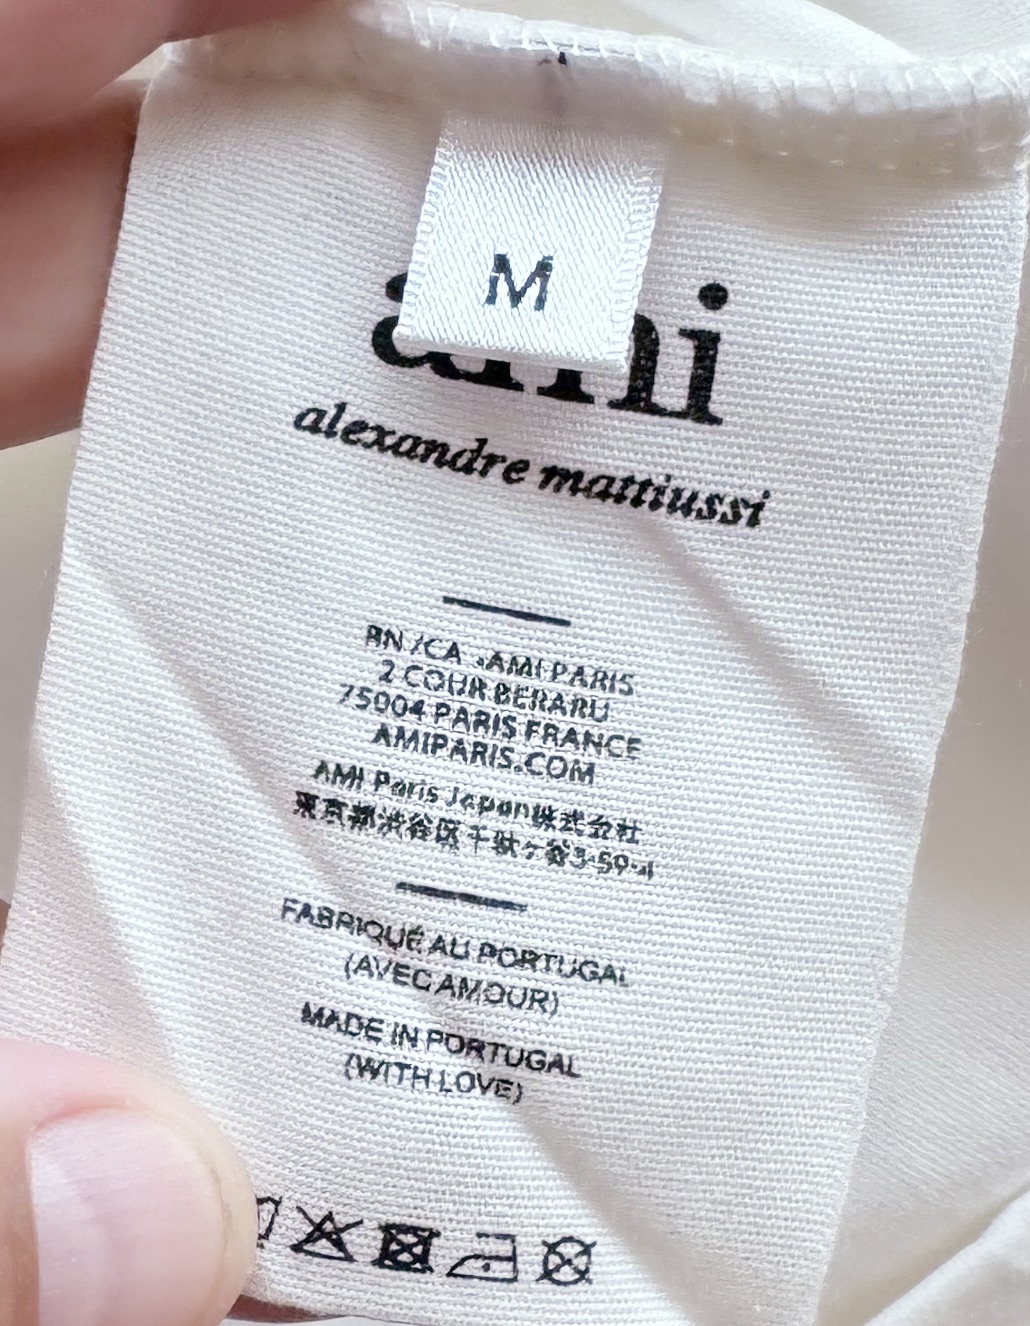 M
ami
alexandre mattiussi
RN /CA AMI PARIS
2 COUR BERARU
75004 PARIS FRANCE
AMIPARIS.COM
AMI Paris Japan株式会社
東京都渋谷区千駄ヶ谷3-59-4
FABRIQUÉ AU PORTUGAL
(AVEC AMOUR)
MADE IN PORTUGAL
(WITH LOVE)